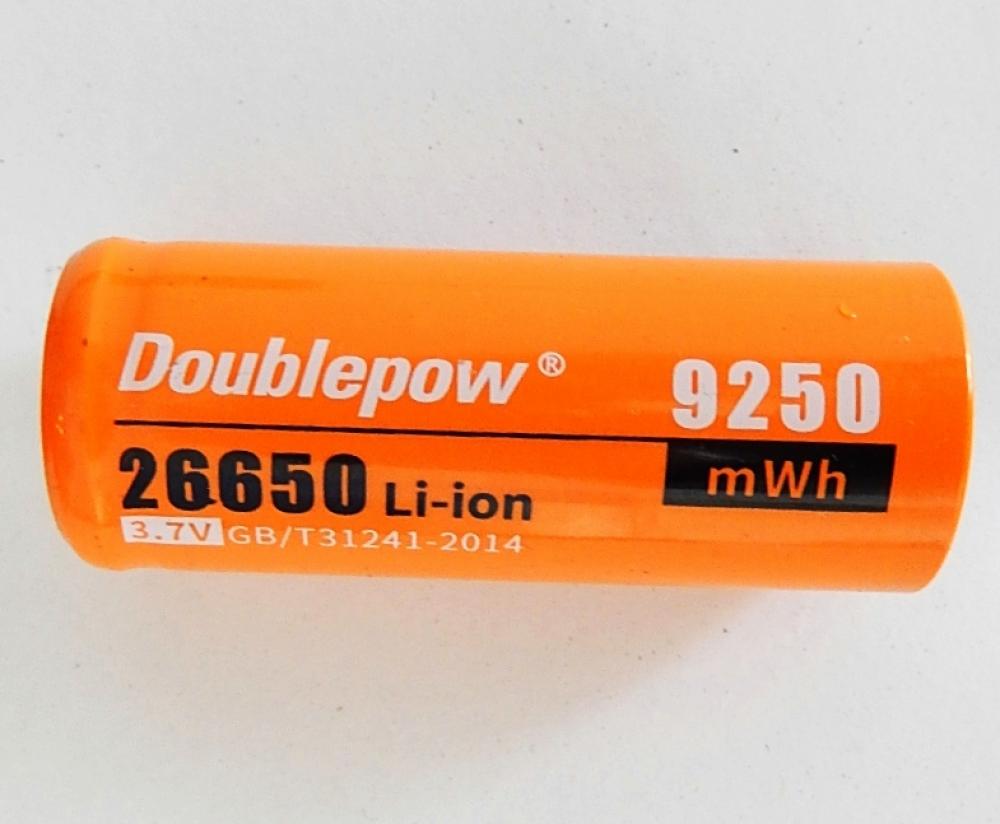 Doublepow® 9250
mWh
26650 Li-ion
3.7V GB/T31241-2014